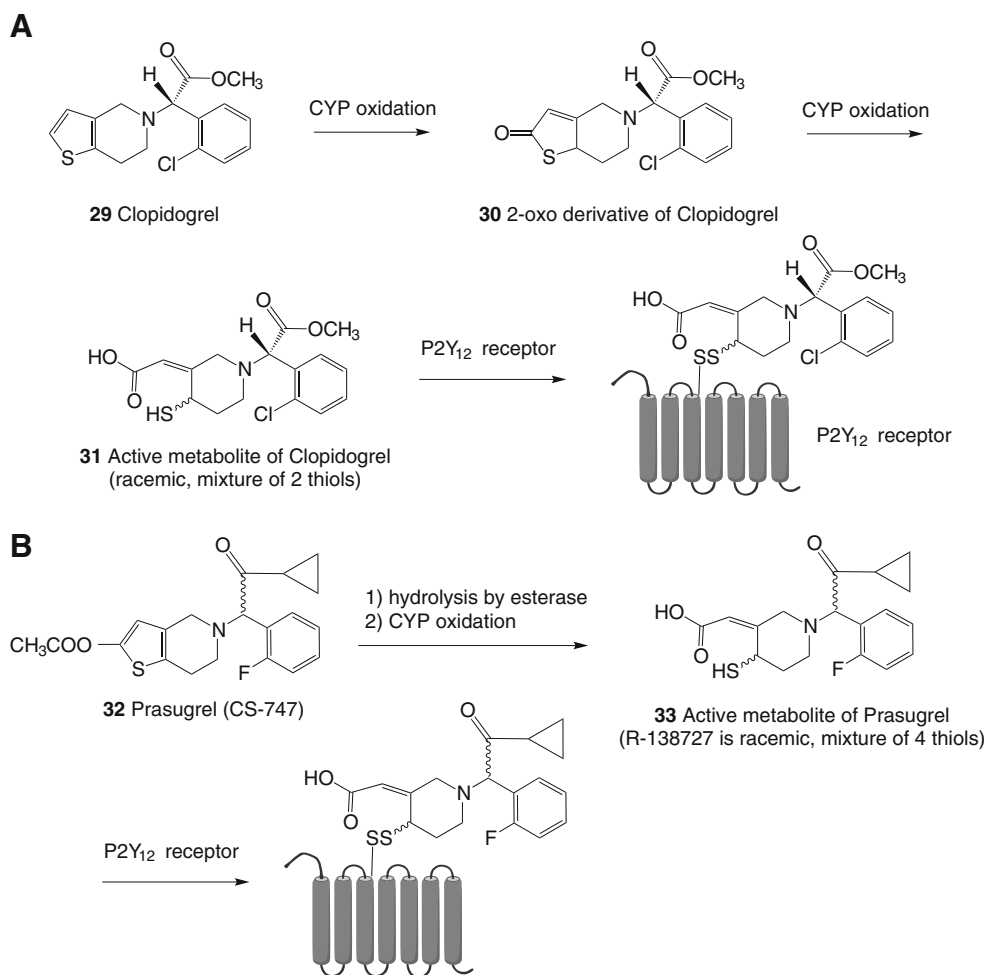 A
O
H
OCH3
N
CYP oxidation
S
Cl
29 Clopidogrel
O
H
OCH3
N
CYP oxidation
O
S
Cl
30 2-oxo derivative of Clopidogrel
O
H
OCH3
HO
N
O
HS
Cl
31 Active metabolite of Clopidogrel
(racemic, mixture of 2 thiols)
P2Y12 receptor
O
H
OCH3
HO
N
O
SS
Cl
P2Y12 receptor
B
O
N
CH3COO
S
F
32 Prasugrel (CS-747)
1) hydrolysis by esterase
2) CYP oxidation
O
HO
N
O
HS
F
33 Active metabolite of Prasugrel
(R-138727 is racemic, mixture of 4 thiols)
P2Y12 receptor
O
HO
N
O
SS
F